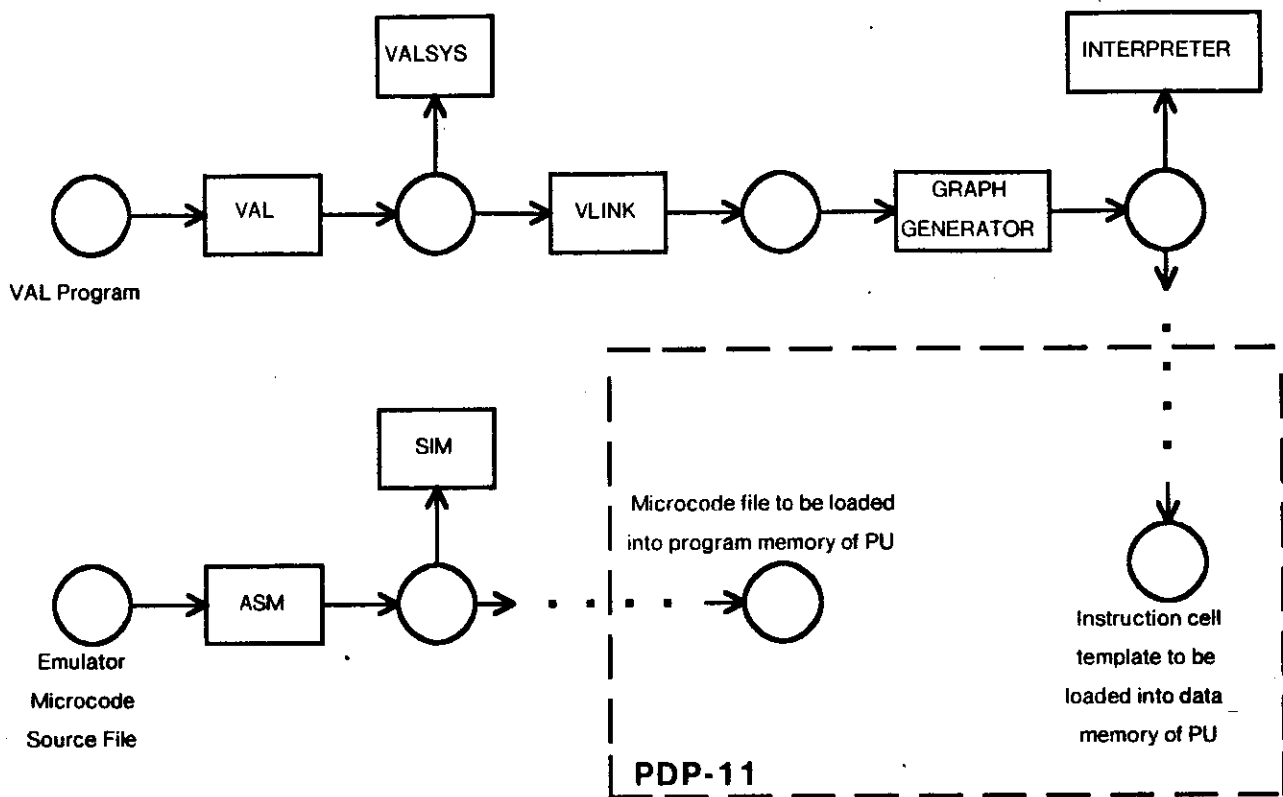 VALSYS
INTERPRETER
VAL
VLINK
GRAPH
GENERATOR
VAL Program
SIM
Microcode file to be loaded
into program memory of PU
ASM
Emulator
Microcode
Source File
Instruction cell
template to be
loaded into data
memory of PU
PDP-11